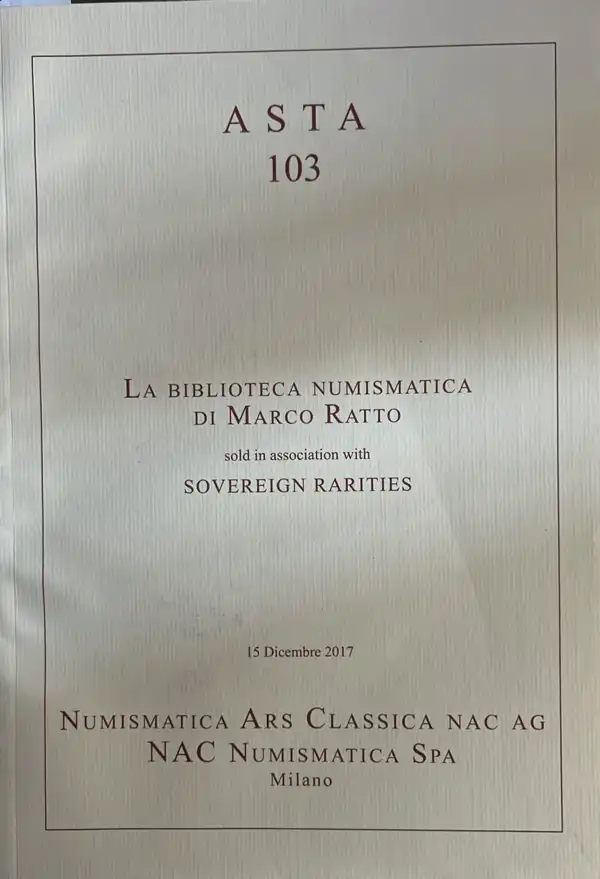 ASTA
103
LA BIBLIOTECA NUMISMATICA
DI MARCO RATTO
sold in association with
SOVEREIGN RARITIES
15 Dicembre 2017
NUMISMATICA ARS CLASSICA NAC AG
NAC NUMISMATICA SPA
Milano